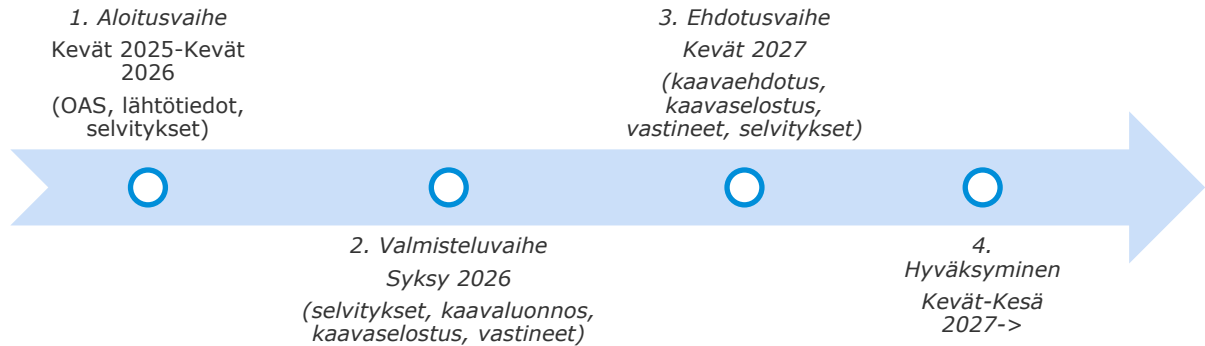 1. Aloitusvaihe
Kevät 2025-Kevät
2026
(OAS, lähtötiedot,
selvitykset)
2. Valmisteluvaihe
Syksy 2026
(selvitykset, kaavaluonnos,
kaavaselostus, vastineet)
3. Ehdotusvaihe
Kevät 2027
(kaavaehdotus,
kaavaselostus,
vastineet, selvitykset)
4.
Hyväksyminen
Kevät-Kesä
2027->